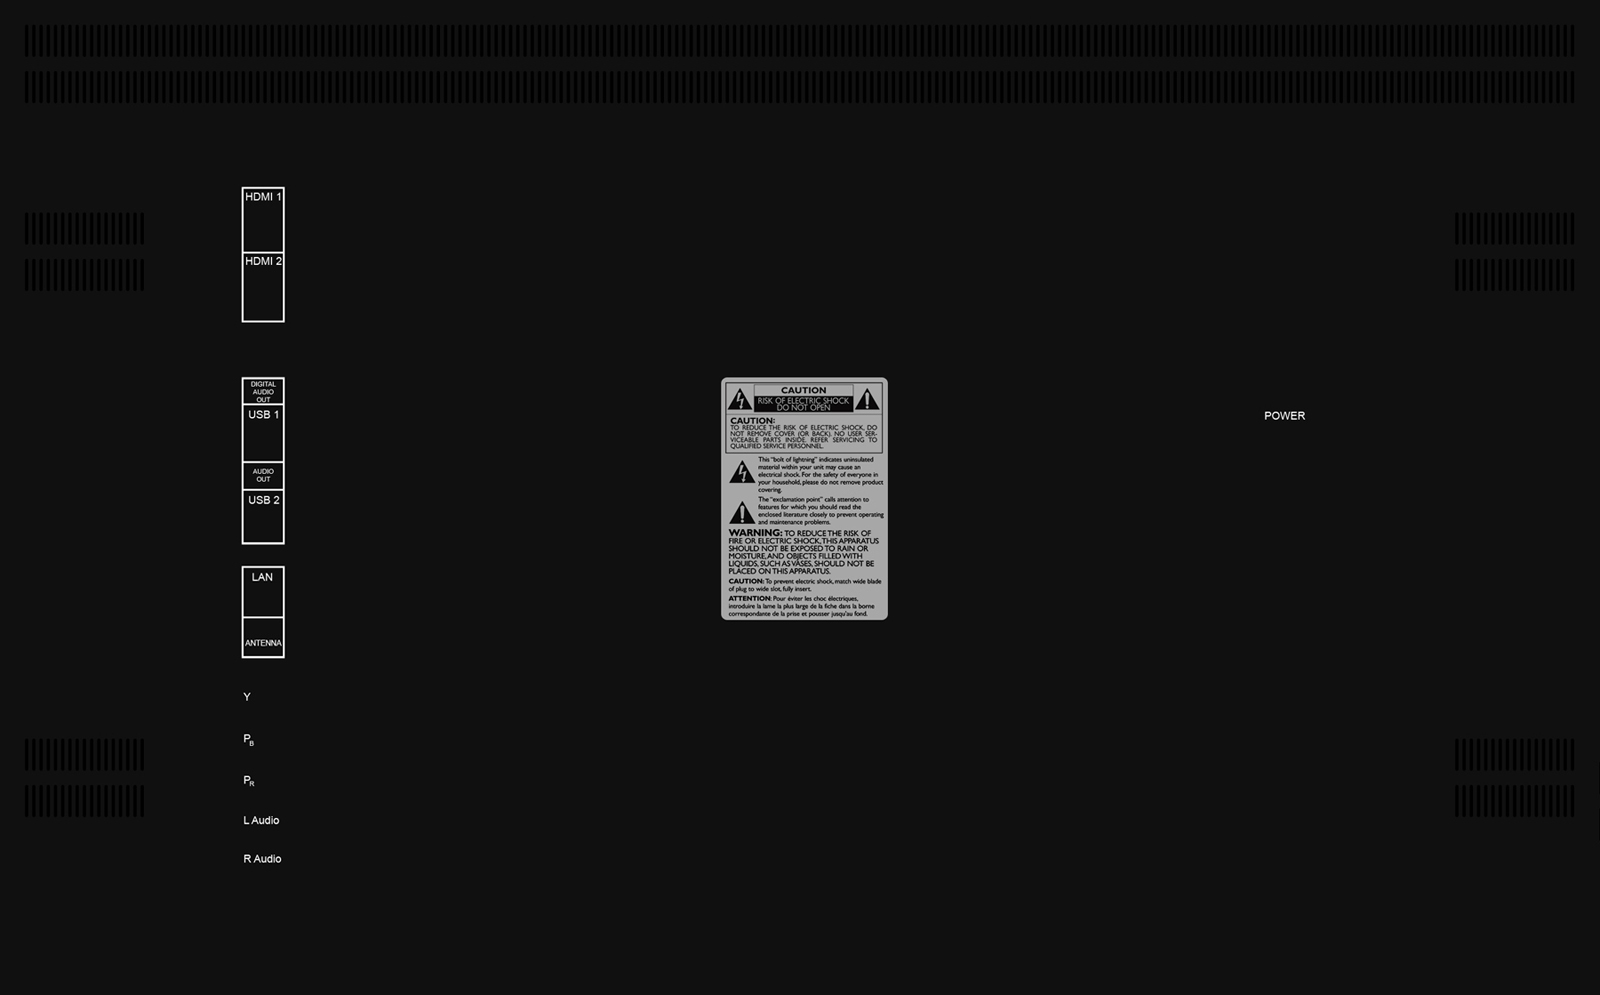 HDMI 1
HDMI 2
DIGITAL
AUDIO
OUT
USB 1
AUDIO
OUT
USB 2
LAN
ANTENNA
Y
PB
PR
L Audio
R Audio
CAUTION
RISK OF ELECTRIC SHOCK
DO NOT OPEN
CAUTION:
TO REDUCE THE RISK OF ELECTRIC SHOCK, DO
NOT REMOVE COVER (OR BACK). NO USER SER-
VICEABLE PARTS INSIDE. REFER SERVICING TO
QUALIFIED SERVICE PERSONNEL.
This "bolt of lightning" indicates uninsulated
material within your unit may cause an
electrical shock. For the safety of everyone in
your household, please do not remove product
covering.
The "exclamation point" calls attention to
features for which you should read the
enclosed literature closely to prevent operating
and maintenance problems.
WARNING: TO REDUCE THE RISK OF
FIRE OR ELECTRIC SHOCK, THIS APPARATUS
SHOULD NOT BE EXPOSED TO RAIN OR
MOISTURE, AND OBJECTS FILLED WITH
LIQUIDS, SUCH AS VASES, SHOULD NOT BE
PLACED ON THIS APPARATUS.
CAUTION: To prevent electric shock, match wide blade
of plug to wide slot, fully insert.
ATTENTION: Pour éviter les choc électriques,
introduire la lame la plus large de la fiche dans la borne
correspondante de la prise et pousser jusqu'au fond.
POWER